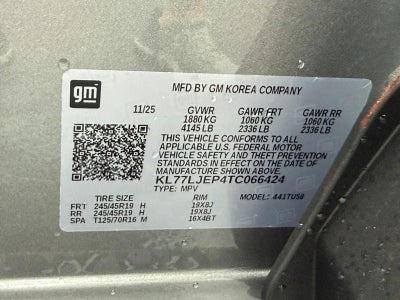 gm
MFD BY GM KOREA COMPANY
11/25 GVWR GAWR FRT GAWR RR
1880 KG 1060 KG 1060 KG
4145 LB 2336 LB 2336 LB
THIS VEHICLE CONFORMS TO ALL
APPLICABLE U.S. FEDERAL MOTOR
VEHICLE SAFETY AND BUMPER
STANDARDS IN EFFECT ON THE DATE OF
MANUFACTURE SHOWN ABOVE.
KL77LJEP4TC066424
TYPE: MPV MODEL: 441TU58
TIRE SIZE RIM
FRT 245/45R19 H 19X8J
RR 245/45R19 H 19X8J
SPA T125/70R16 M 16X4BT